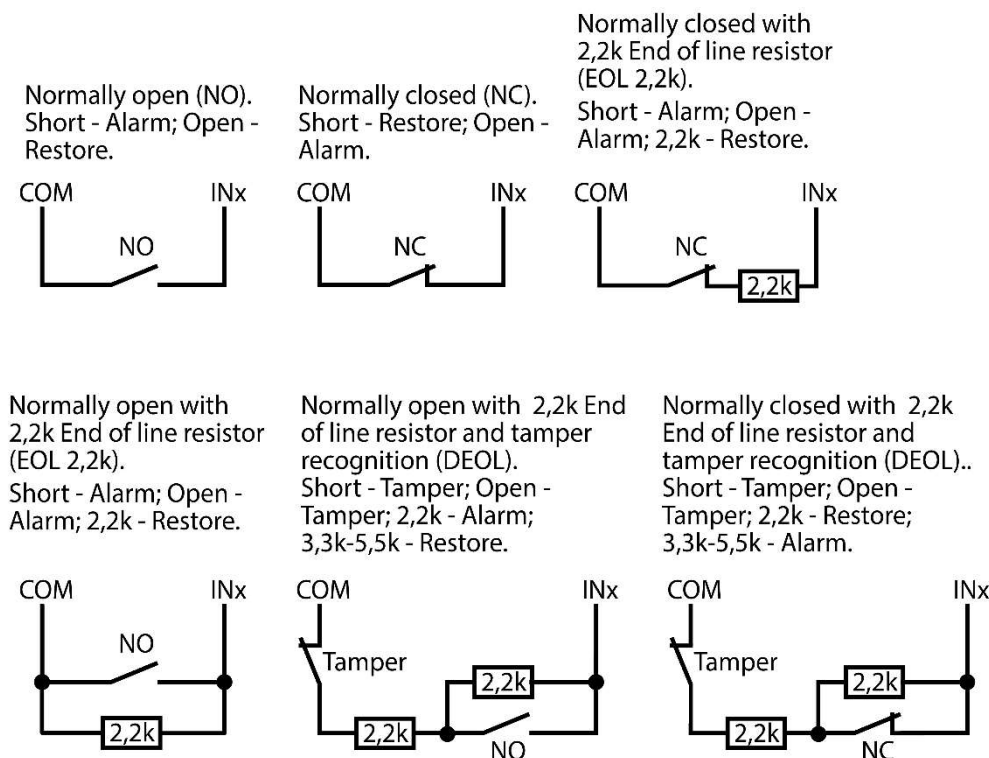 Normally open (NO).
Short - Alarm; Open -
Restore.
COM INx
NO
Normally closed (NC).
Short - Restore; Open -
Alarm.
COM INx
NC
Normally closed with
2,2k End of line resistor
(EOL 2,2k).
Short - Alarm; Open -
Alarm; 2,2k - Restore.
COM INx
NC
2,2k
Normally open with
2,2k End of line resistor
(EOL 2,2k).
Short - Alarm; Open -
Alarm; 2,2k - Restore.
COM INx
NO
2,2k
Normally open with 2,2k End
of line resistor and tamper
recognition (DEOL).
Short - Tamper; Open -
Tamper; 2,2k - Alarm;
3,3k-5,5k - Restore.
COM INx
Tamper
2,2k
2,2k
NO
Normally closed with 2,2k
End of line resistor and
tamper recognition (DEOL)..
Short - Tamper; Open -
Tamper; 2,2k - Restore;
3,3k-5,5k - Alarm.
COM INx
Tamper
2,2k
2,2k
NC